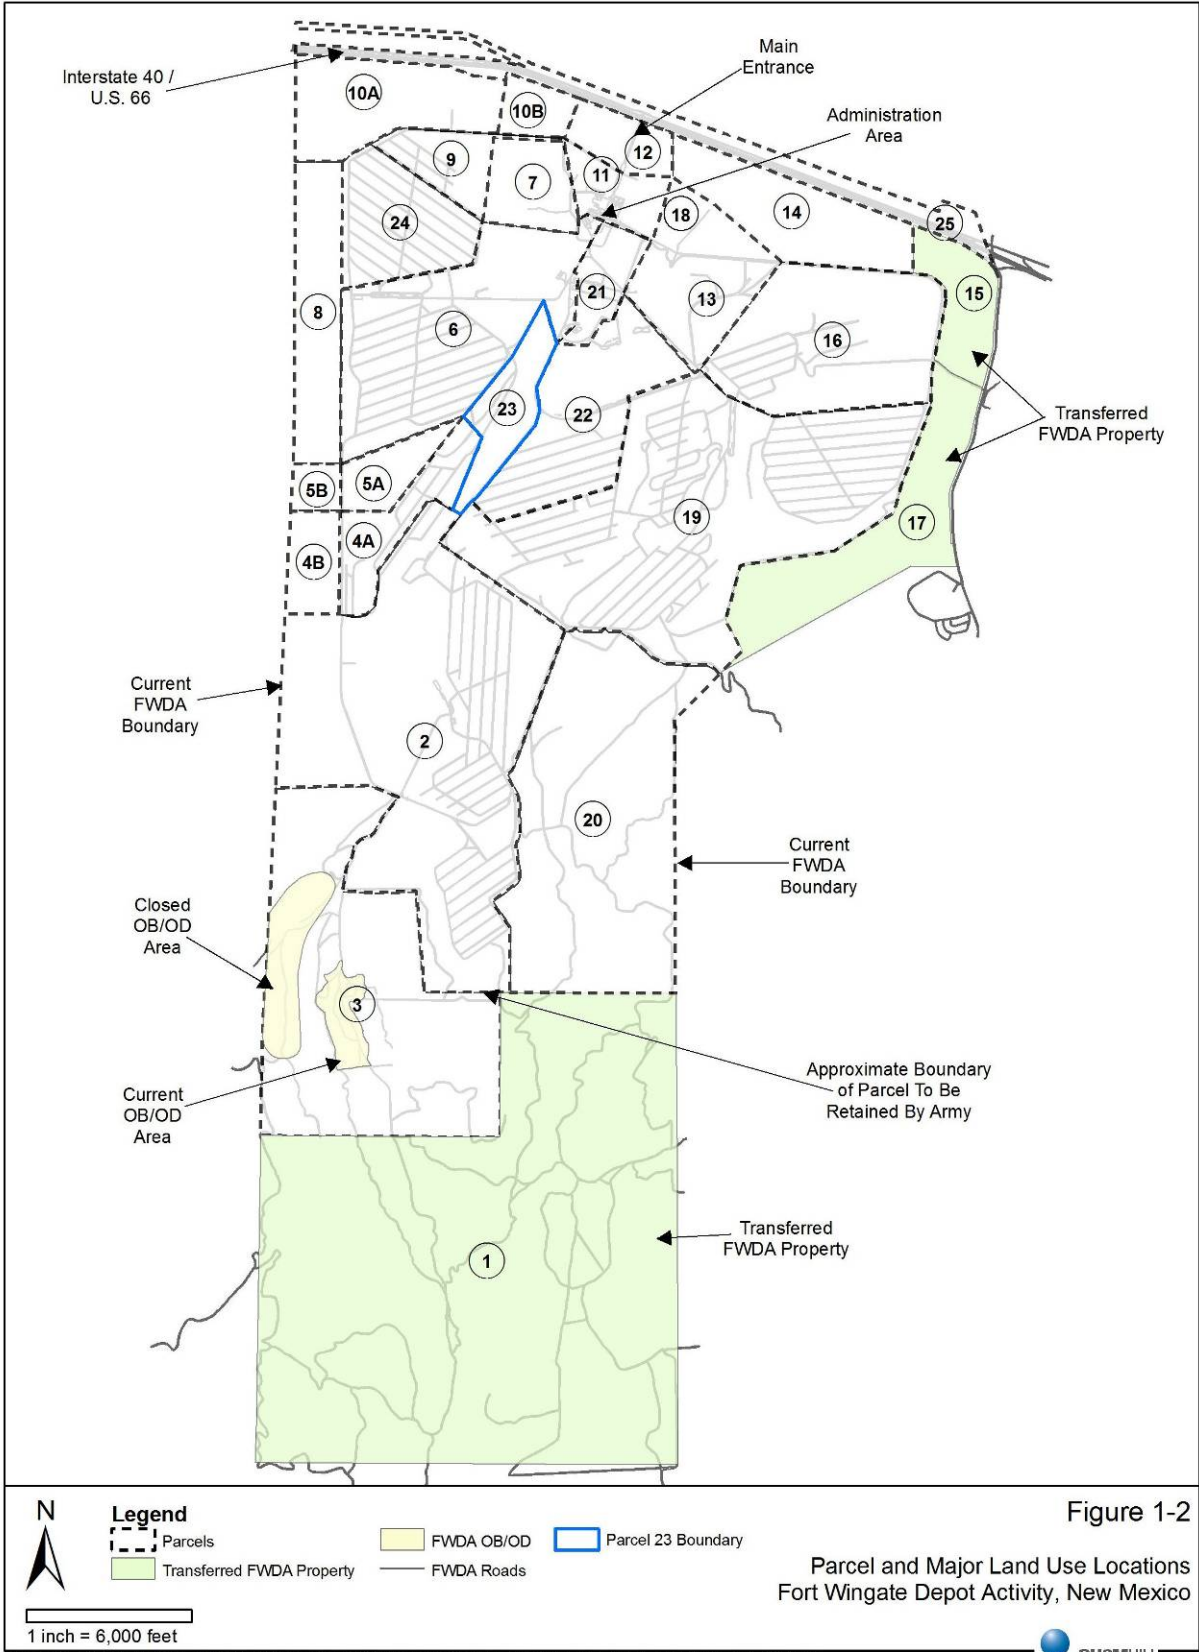 Interstate 40 /
U.S. 66
Main
Entrance
Administration
Area
10A
10B
12
9
7
11
18
14
25
24
8
6
21
13
15
16
Transferred
FWDA Property
23
22
5B
5A
19
17
4B
4A
Current
FWDA
Boundary
2
20
Current
FWDA
Boundary
Closed
OB/OD
Area
3
Current
OB/OD
Area
Approximate Boundary
of Parcel To Be
Retained By Army
1
Transferred
FWDA Property
N
Legend
Parcels
Transferred FWDA Property
FWDA OB/OD
FWDA Roads
Parcel 23 Boundary
1 inch = 6,000 feet
Figure 1-2
Parcel and Major Land Use Locations
Fort Wingate Depot Activity, New Mexico